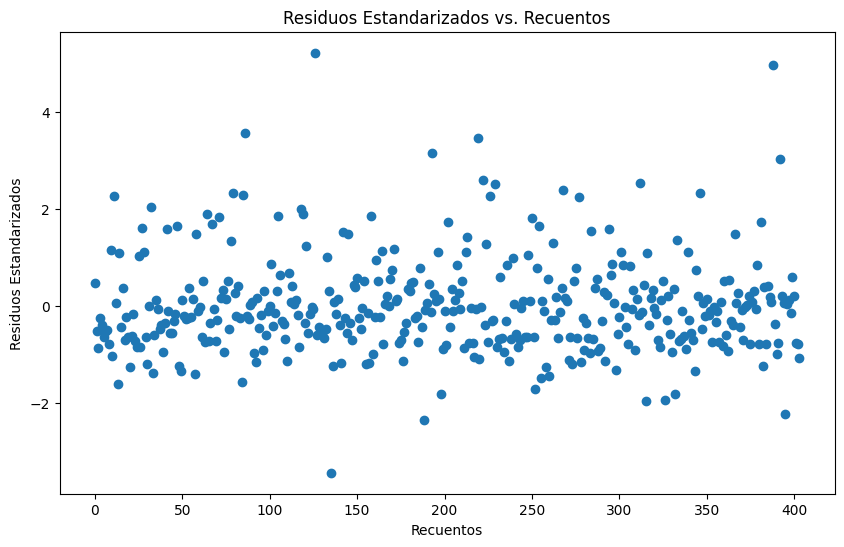 Residuos Estandarizados vs. Recuentos
Residuos Estandarizados
4
2
0
−2
0 50 100 150 200 250 300 350 400
Recuentos